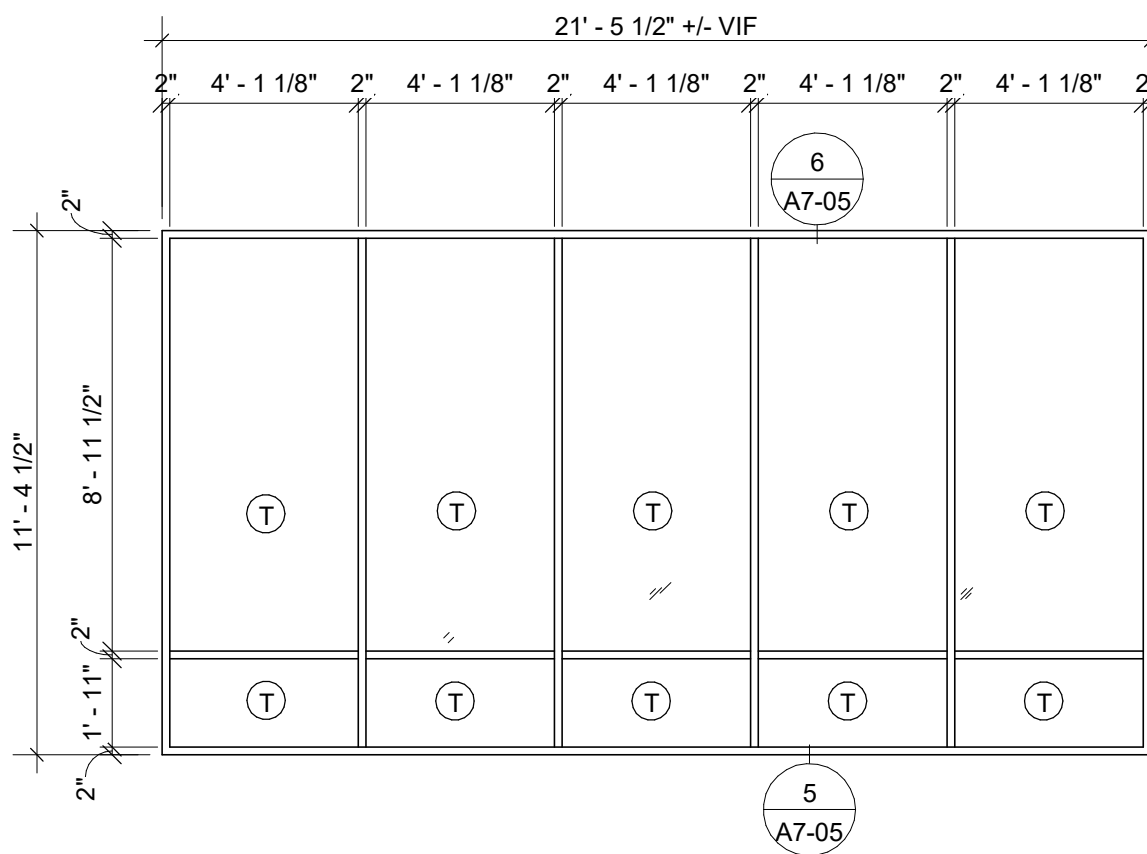 21' - 5 1/2" +/- VIF
2" 4' - 1 1/8" 2" 4' - 1 1/8" 2" 4' - 1 1/8" 2" 4' - 1 1/8" 2" 4' - 1 1/8" 2
6
A7-05
2"
11' - 4 1/2"
8' - 11 1/2"
T T T T T
2"
1' - 11"
T T T T T
2"
5
A7-05